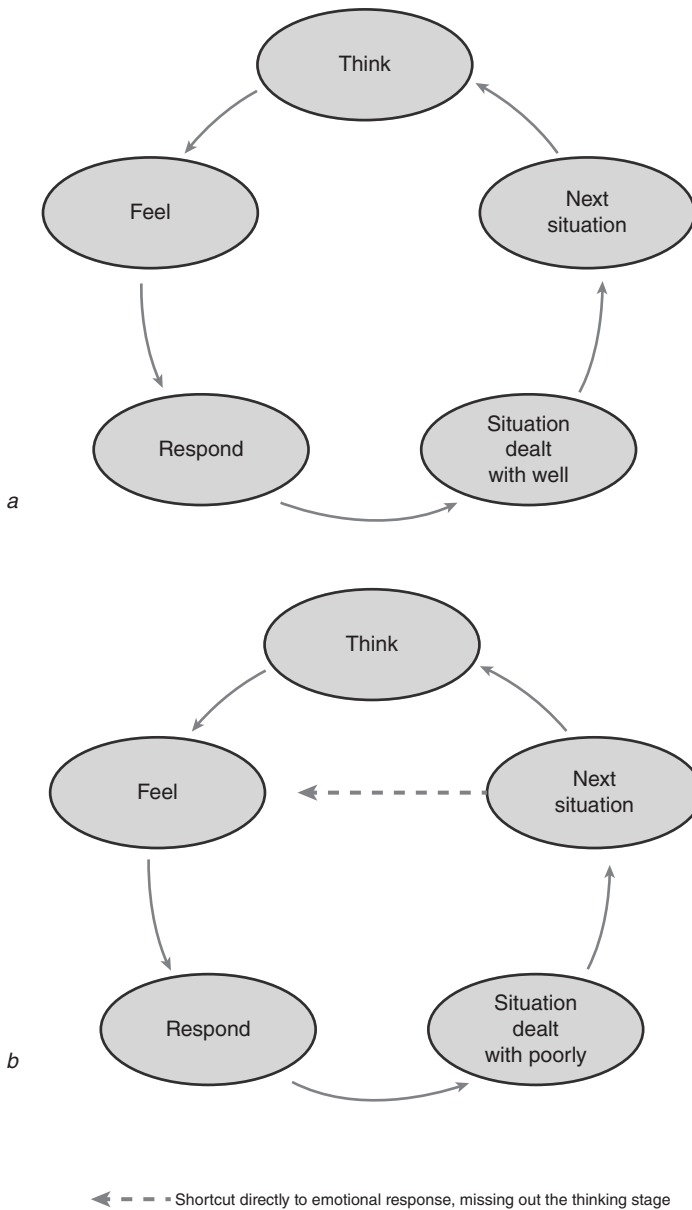 Think
Feel
Next
situation
Respond
Situation
dealt
with well
a
Think
Feel
Next
situation
Respond
Situation
dealt
with poorly
b
Shortcut directly to emotional response, missing out the thinking stage